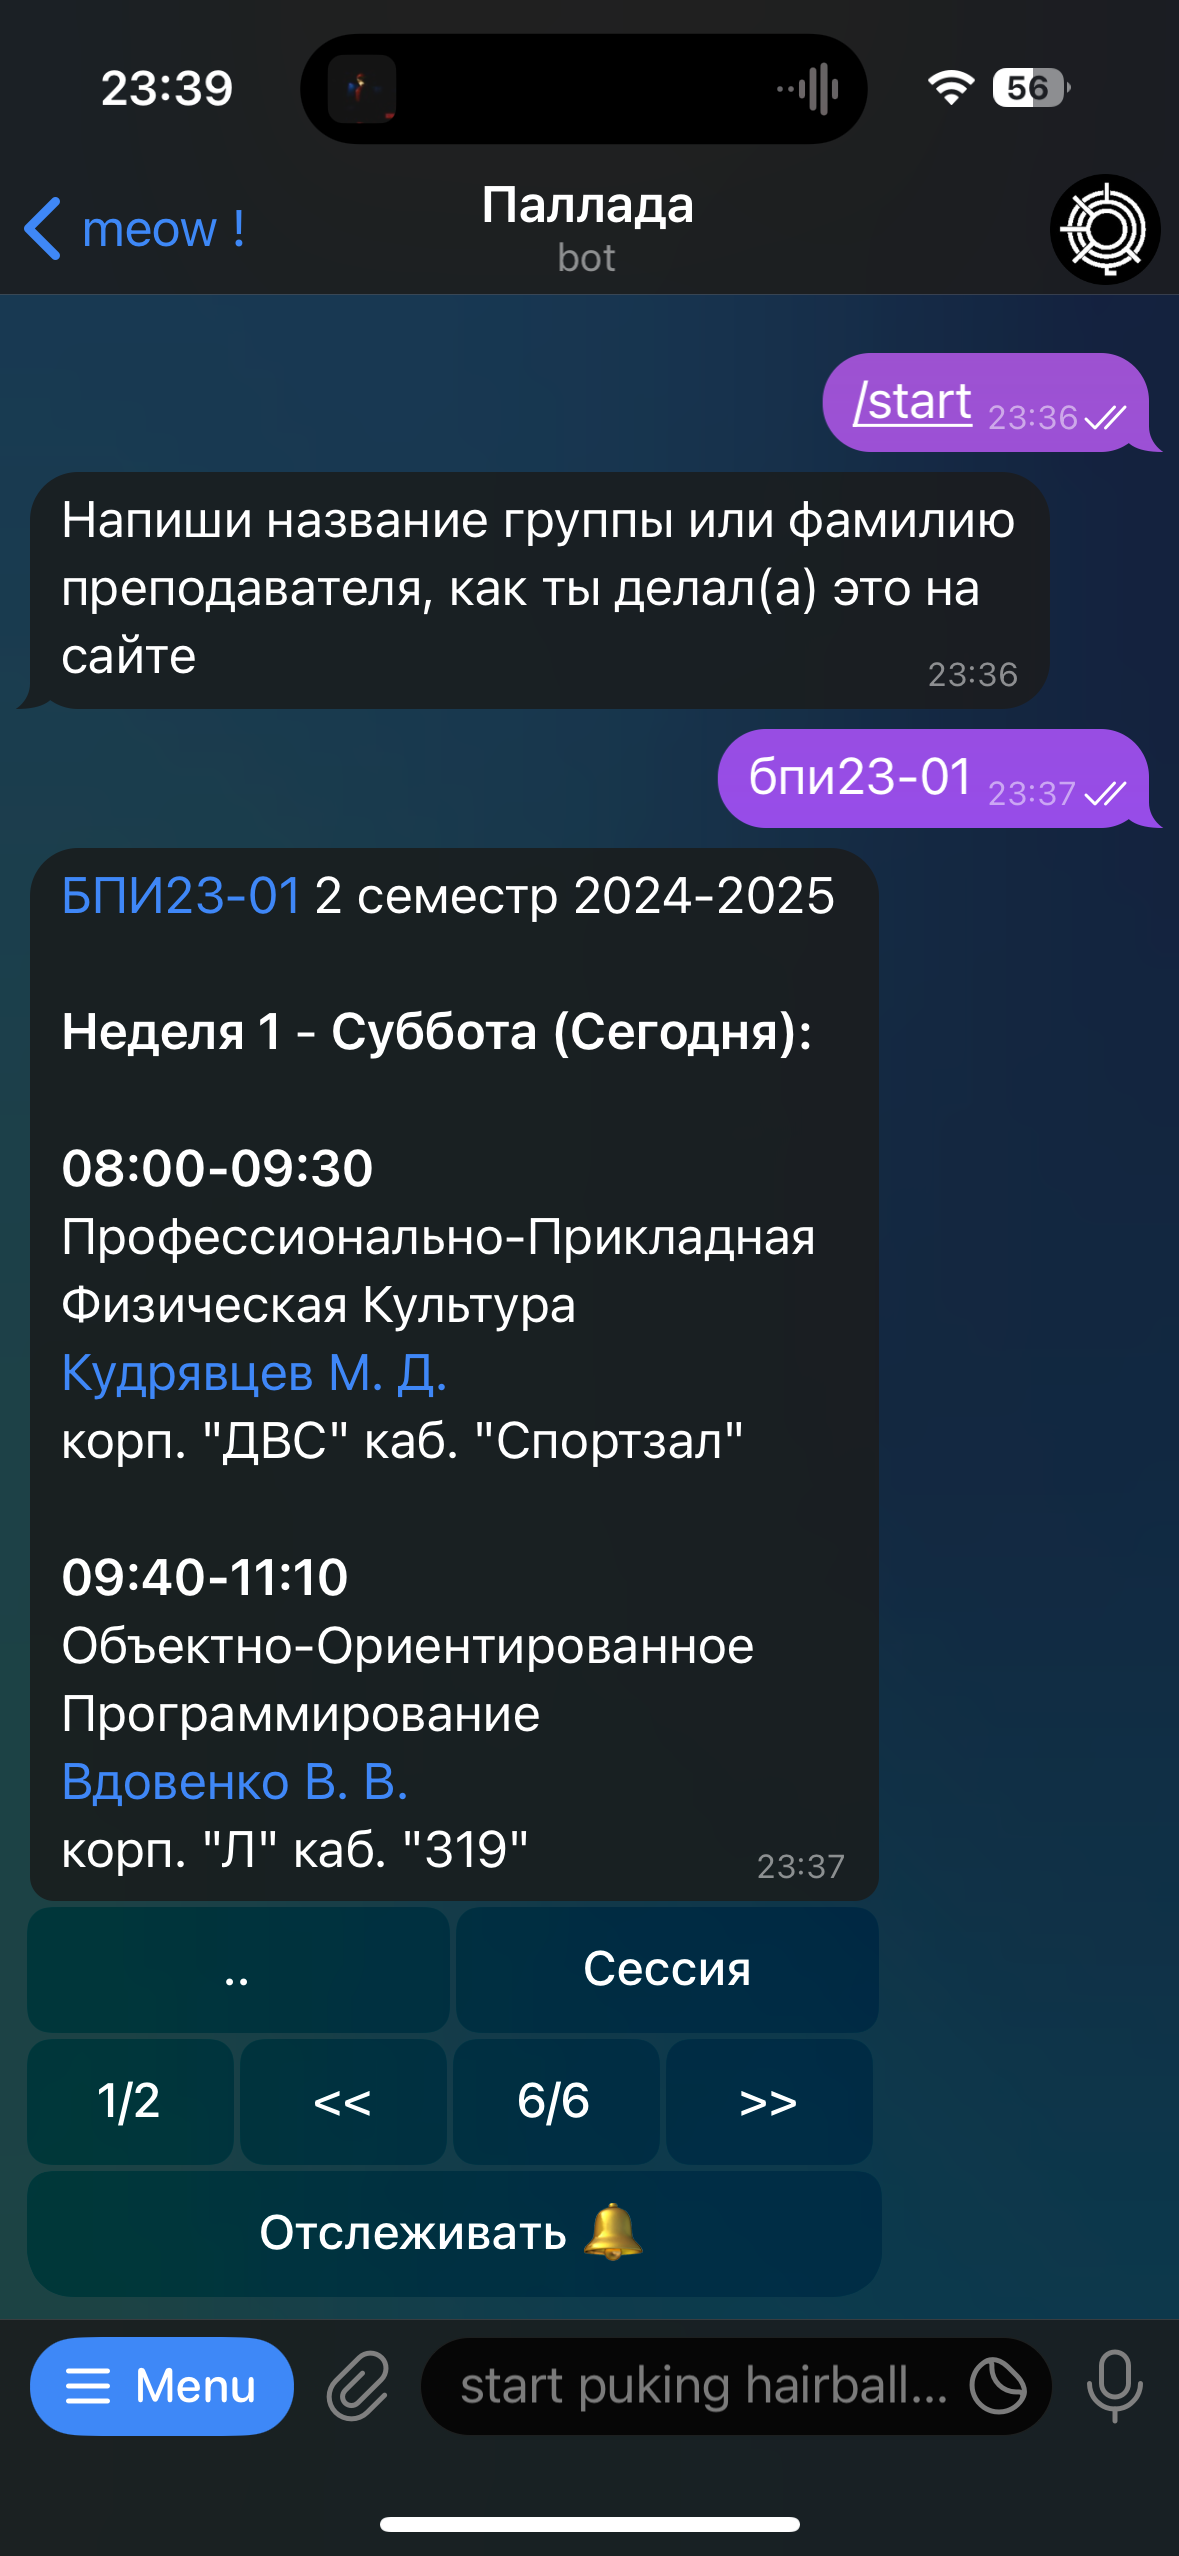 23:39
56
meow !
Паллада
bot
/start 23:36
Напиши название группы или фамилию
преподавателя, как ты делал(а) это на
сайте
23:36
бпи23-01 23:37
БПИ23-01 2 семестр 2024-2025
Неделя 1 - Суббота (Сегодня):
08:00-09:30
Профессионально-Прикладная
Физическая Культура
Кудрявцев М. Д.
корп. "ДВС" каб. "Спортзал"
09:40-11:10
Объектно-Ориентированное
Программирование
Вдовенко В. В.
корп. "Л" каб. "319"
23:37
.. Сессия
1/2 << 6/6 >>
Отслеживать 🔔
Menu start puking hairball...